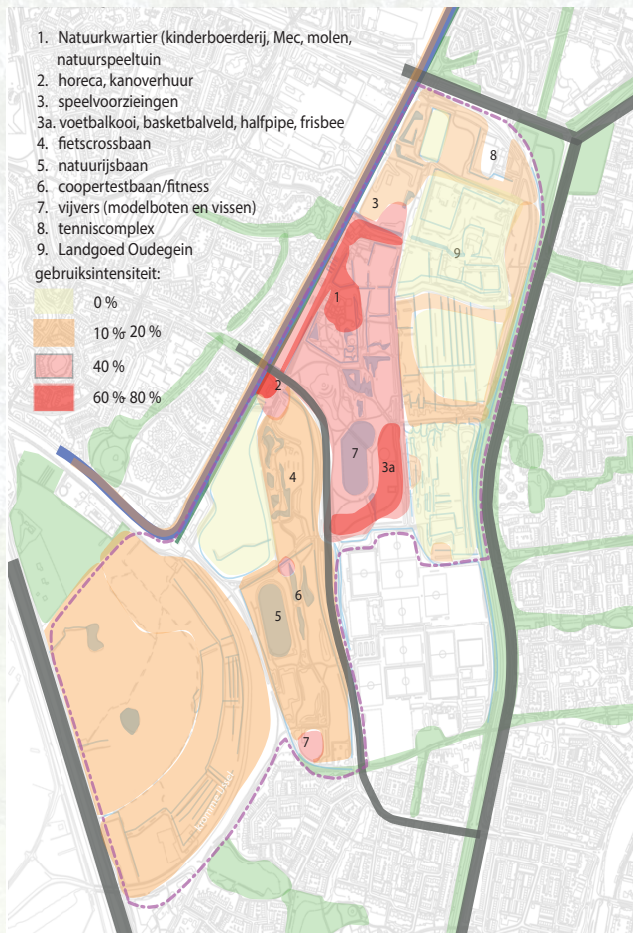 1. Natuurkwartier (kinderboerderij, Mec, molen,
natuurspeeltuin
2. horeca, kanoverhuur
3. speelvoorzieingen
3a. voetbalkooi, basketbalveld, halfpipe, frisbee
4. fietscrossbaan
5. natuurijsbaan
6. coopertestbaan/fitness
7. vijvers (modelboten en vissen)
8. tenniscomplex
9. Landgoed Oudegein
gebruiksintensiteit:
0 %
10 % 20 %
40 %
60 % 80 %
8
3
9
1
2
7
3a
4
6
5
7
Kromme IJssel